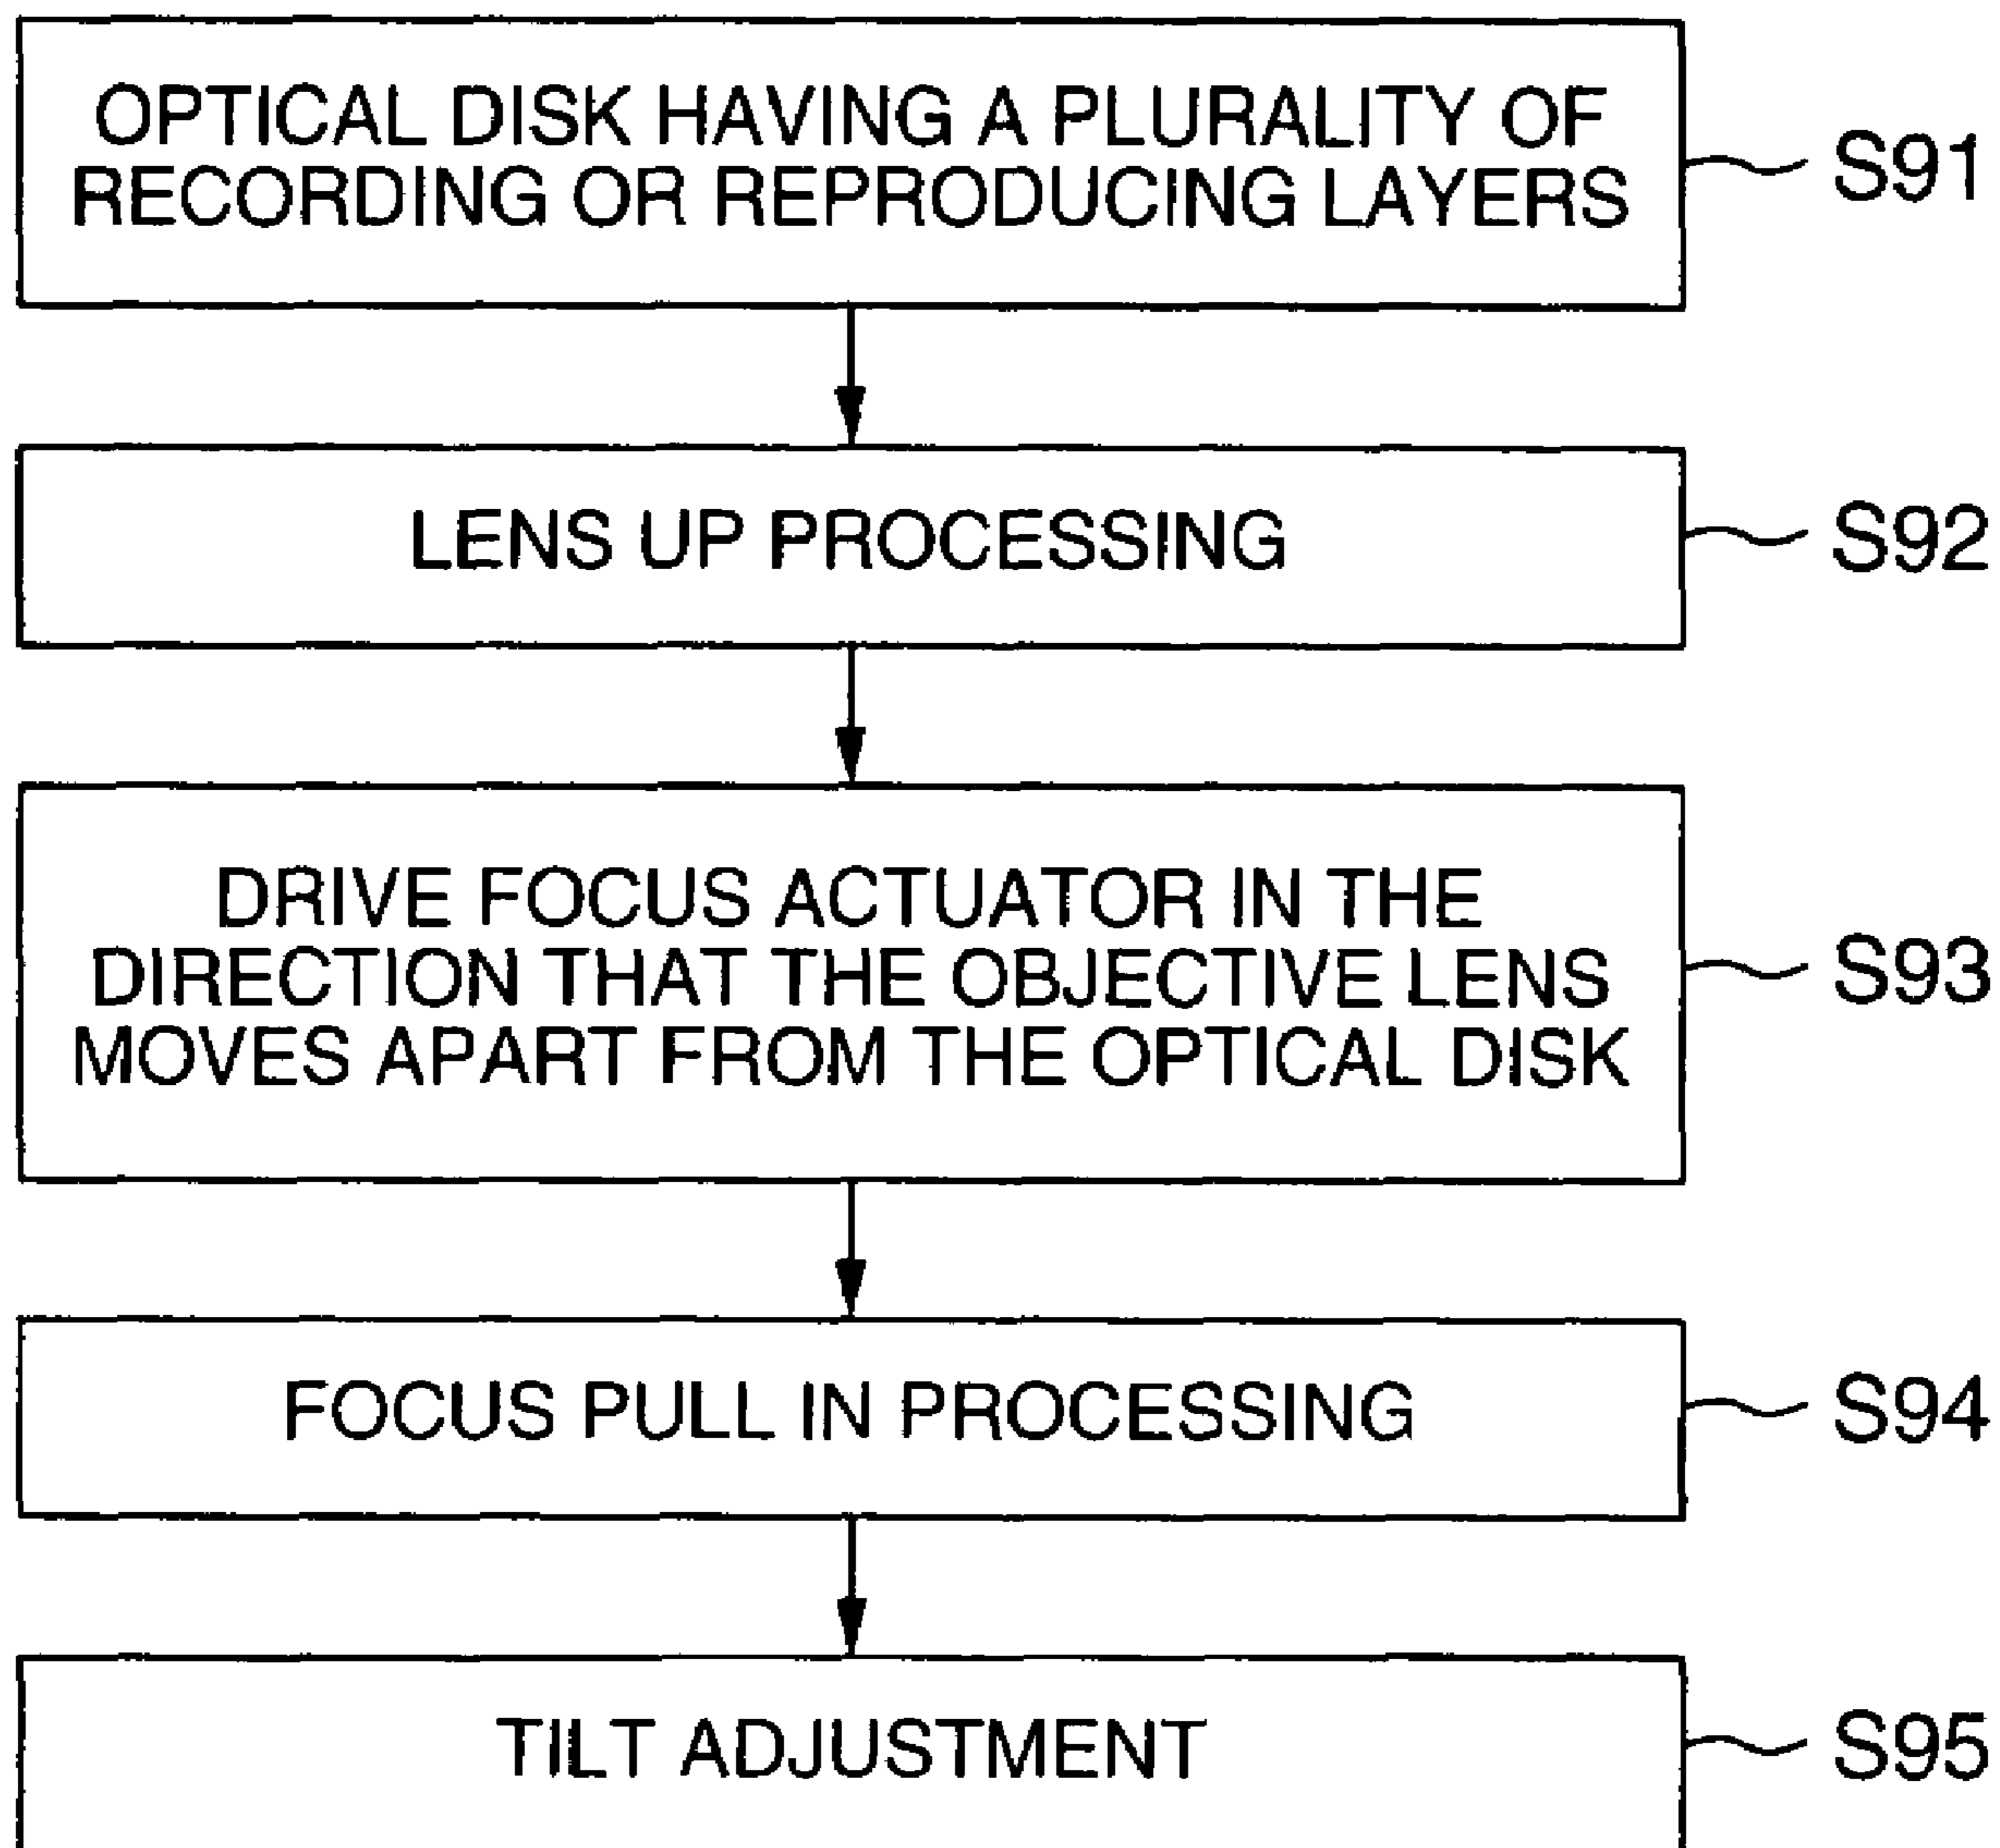 OPTICAL DISK HAVING A PLURALITY OF
RECORDING OR REPRODUCING LAYERS
S91
LENS UP PROCESSING
S92
DRIVE FOCUS ACTUATOR IN THE
DIRECTION THAT THE OBJECTIVE LENS
MOVES APART FROM THE OPTICAL DISK
S93
FOCUS PULL IN PROCESSING
S94
TILT ADJUSTMENT
S95